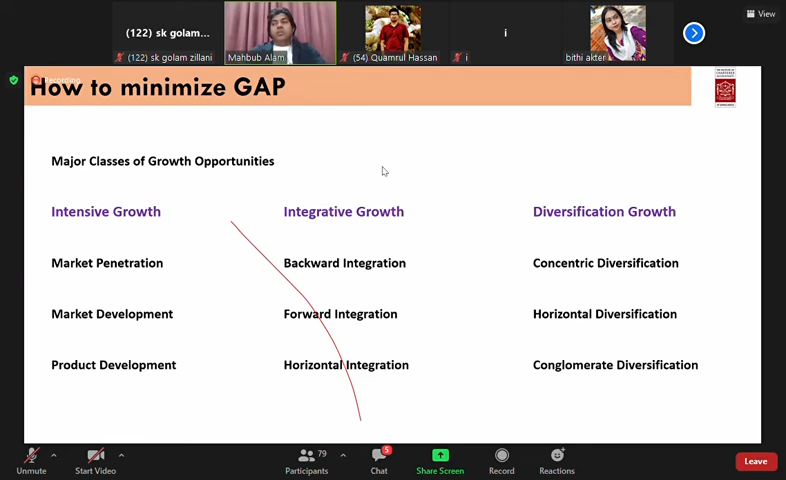 View
(122) sk golam...
i
(122) sk golam zillani
Mahbub Alam
(54) Quamrul Hassan
i
bithi akter
Recording
How to minimize GAP
Major Classes of Growth Opportunities
Intensive Growth Integrative Growth Diversification Growth
Market Penetration Backward Integration Concentric Diversification
Market Development Forward Integration Horizontal Diversification
Product Development Horizontal Integration Conglomerate Diversification
79
5
Unmute Start Video Participants Chat Share Screen Record Reactions
Leave